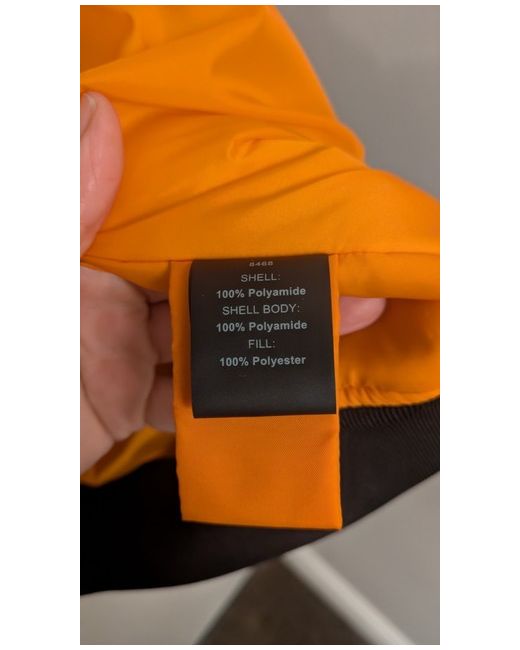 8468
SHELL:
100% Polyamide
SHELL BODY:
100% Polyamide
FILL:
100% Polyester